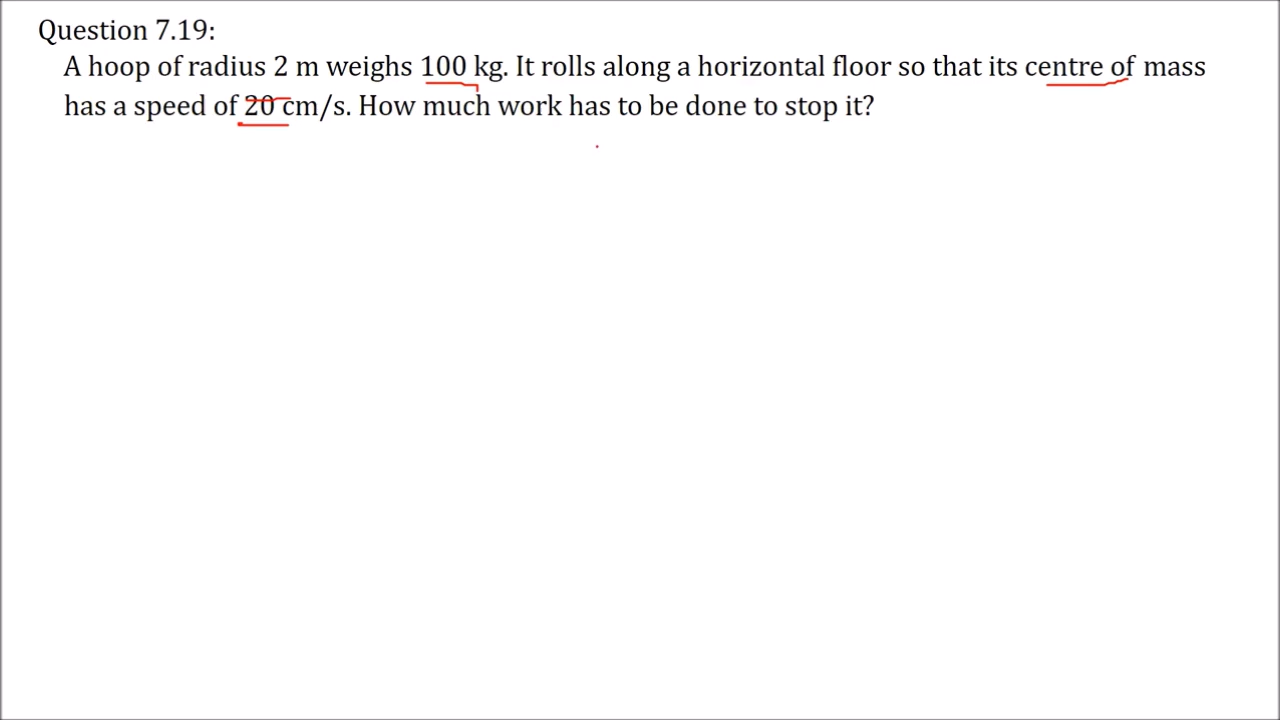 Question 7.19:
A hoop of radius 2 m weighs 100 kg. It rolls along a horizontal floor so that its centre of mass
has a speed of 20 cm/s. How much work has to be done to stop it?